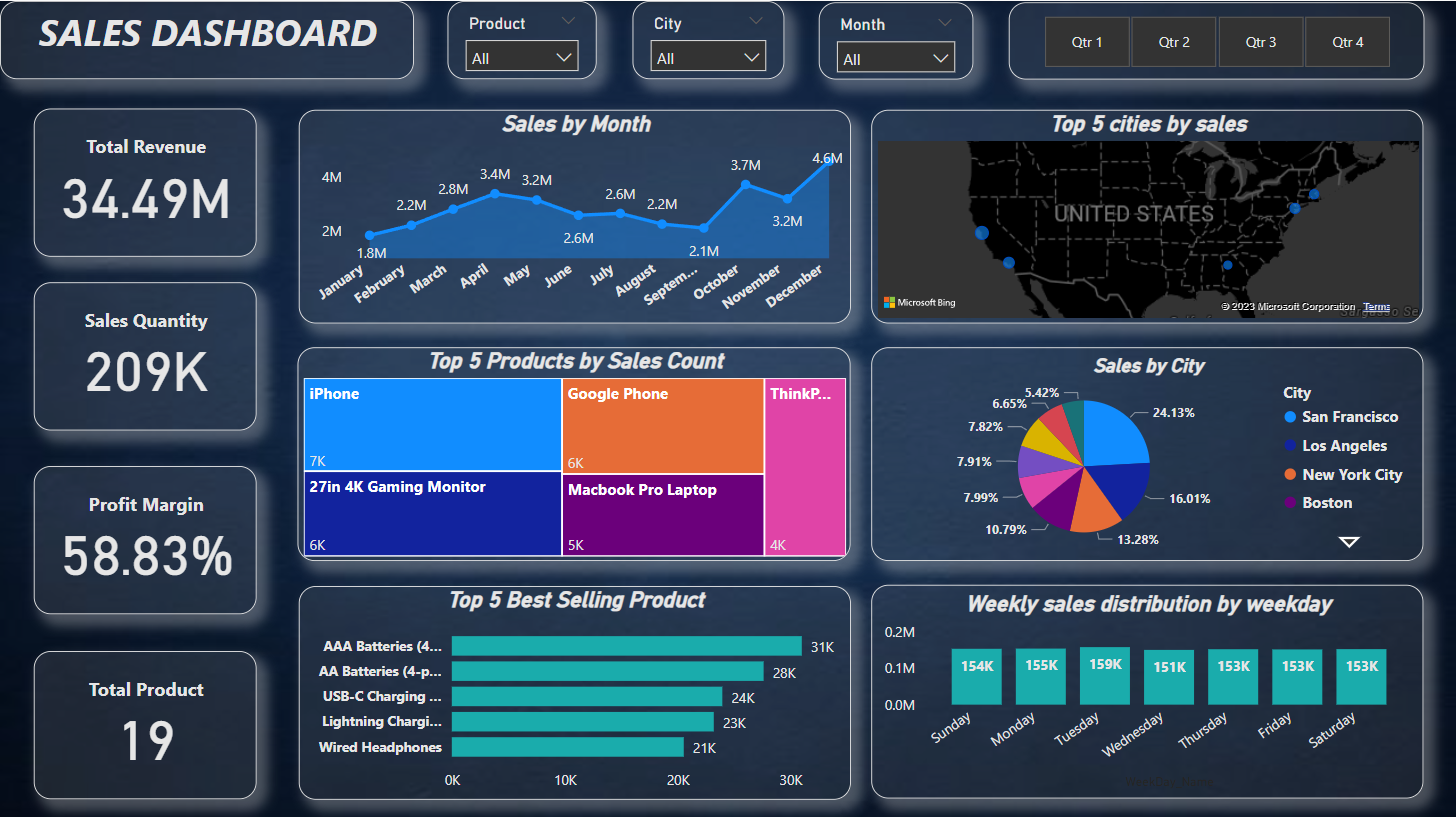 SALES DASHBOARD
Product
All
City
All
Month
All
Qtr 1
Qtr 2
Qtr 3
Qtr 4
Total Revenue
34.49M
Sales Quantity
209K
Profit Margin
58.83%
Total Product
19
Sales by Month
4M
2M
1.8M
2.2M
2.8M
3.4M
3.2M
2.6M
2.6M
2.2M
2.1M
3.7M
3.2M
4.6M
January
February
March
April
May
June
July
August
Septem...
October
November
December
Top 5 cities by sales
UNITED STATES
Microsoft Bing
© 2023 Microsoft Corporation
Terms
Sargasso Se
Top 5 Products by Sales Count
iPhone
7K
Google Phone
6K
ThinkP...
4K
27in 4K Gaming Monitor
6K
Macbook Pro Laptop
5K
Sales by City
5.42%
6.65%
7.82%
7.91%
7.99%
10.79%
13.28%
16.01%
24.13%
City
San Francisco
Los Angeles
New York City
Boston
Top 5 Best Selling Product
AAA Batteries (4... 31K
AA Batteries (4-p... 28K
USB-C Charging ... 24K
Lightning Chargi... 23K
Wired Headphones 21K
0K 10K 20K 30K
Weekly sales distribution by weekday
0.2M
0.1M
0.0M
154K 155K 159K 151K 153K 153K 153K
Sunday Monday Tuesday Wednesday Thursday Friday Saturday